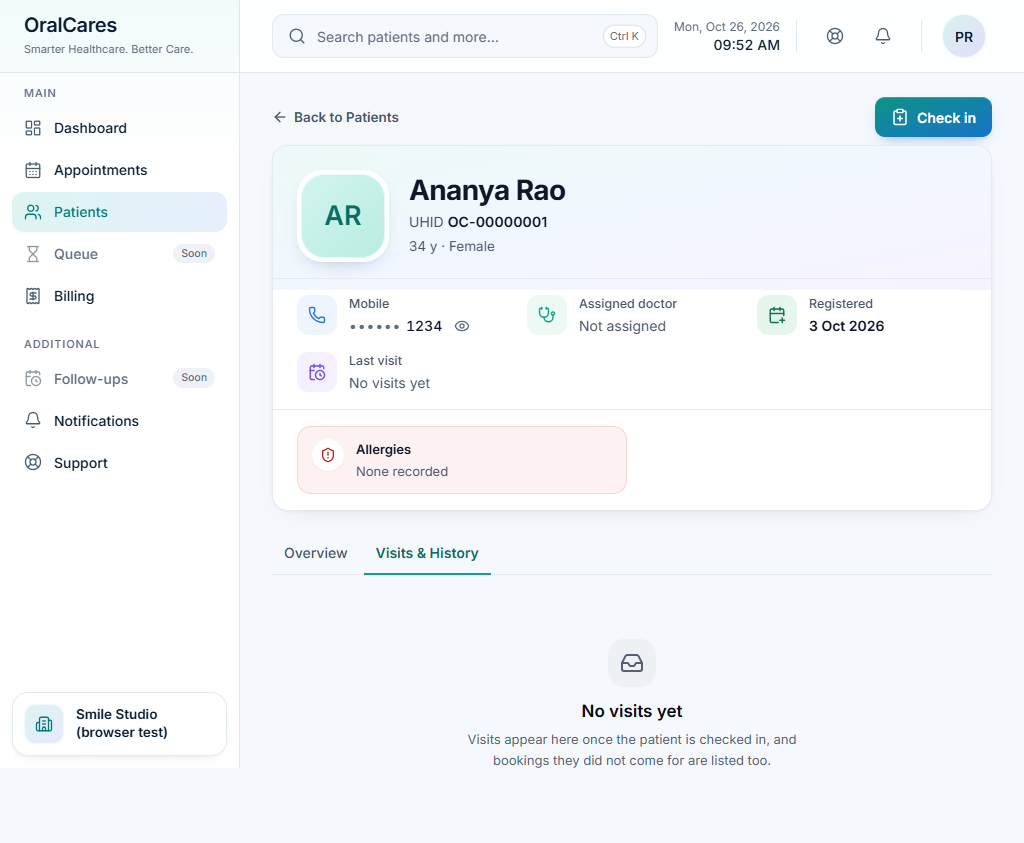 OralCares
Smarter Healthcare. Better Care.
Search patients and more...
Ctrl K
Mon, Oct 26, 2026
09:52 AM
PR
MAIN
Dashboard
Appointments
Patients
Queue
Soon
Billing
ADDITIONAL
Follow-ups
Soon
Notifications
Support
Smile Studio
(browser test)
Back to Patients
Check in
AR
Ananya Rao
UHID OC-00000001
34 y · Female
Mobile
•••••• 1234
Assigned doctor
Not assigned
Registered
3 Oct 2026
Last visit
No visits yet
Allergies
None recorded
Overview
Visits & History
No visits yet
Visits appear here once the patient is checked in, and
bookings they did not come for are listed too.